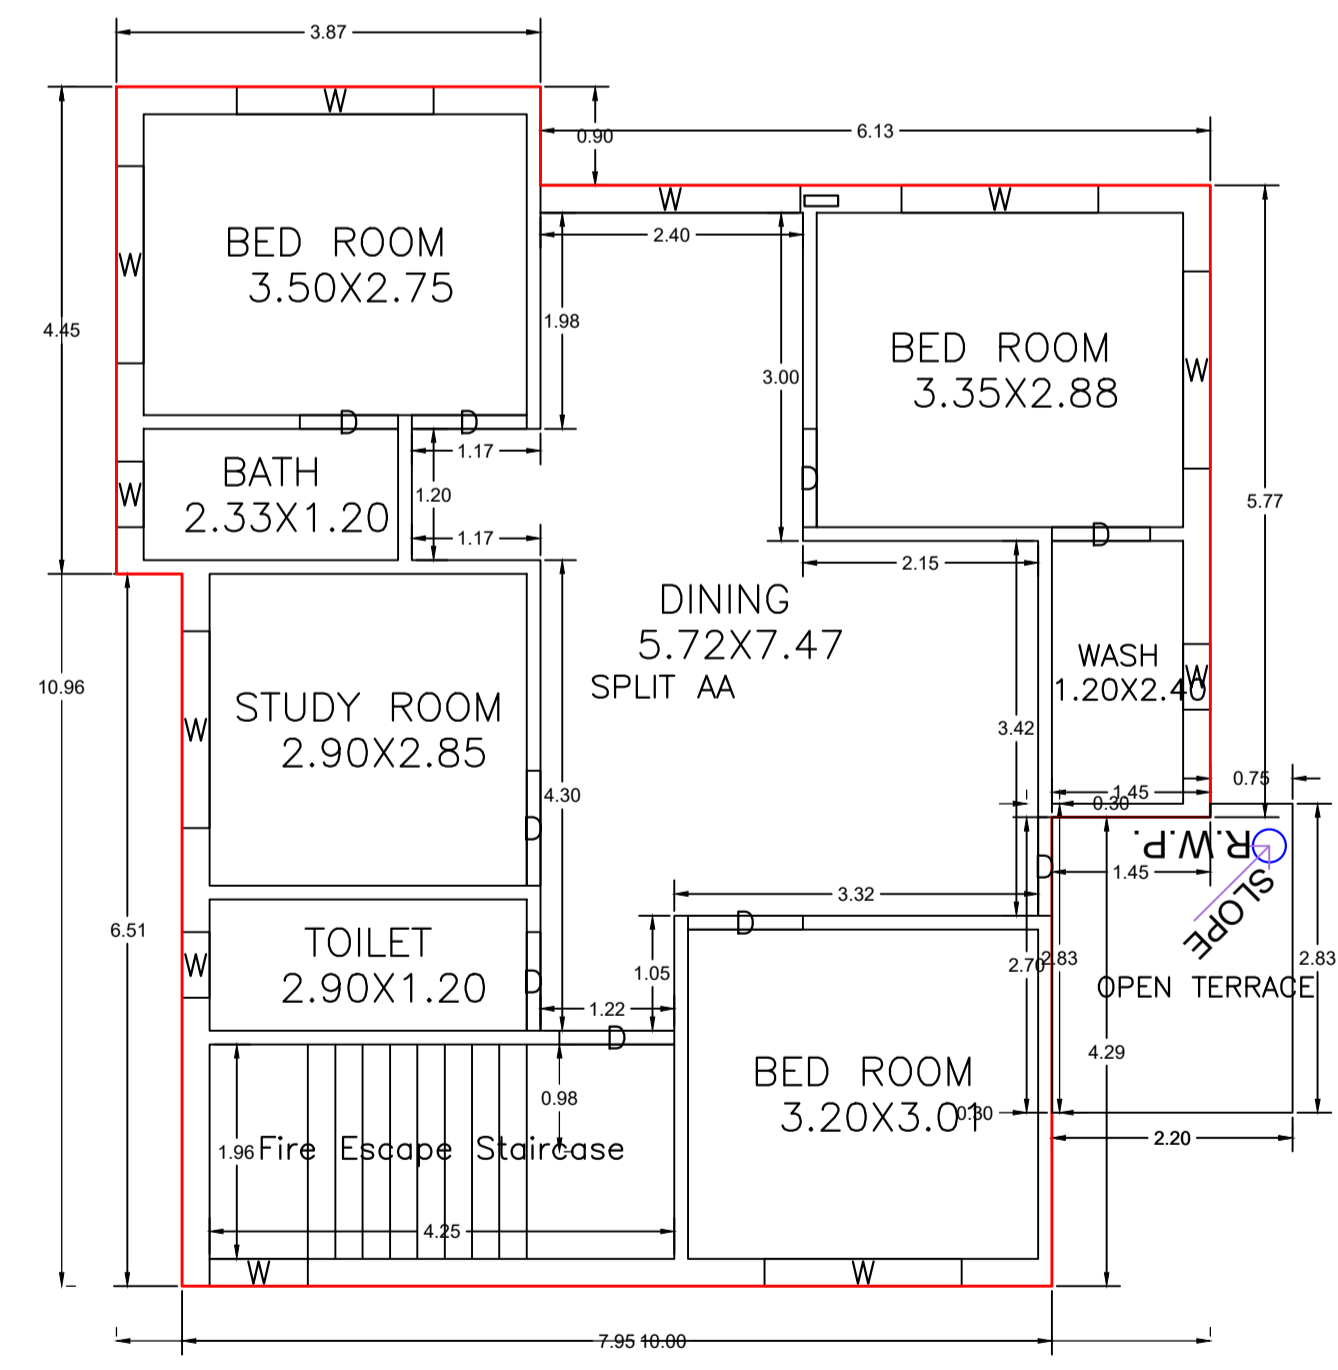 3.87
W
0.90
6.13
W
W
2.40
BED ROOM
3.50X2.75
W
1.98
4.45
3.00
BED ROOM
3.35X2.88
W
D
D
1.17
BATH
2.33X1.20
W
1.20
D
5.77
1.17
D
2.15
DINING
5.72X7.47
SPLIT AA
WASH
1.20X2.40
W
10.96
STUDY ROOM
2.90X2.85
W
3.42
4.30
D
0.75
1.45
0.30
R.W.P.
1.45
SLOPE
D
3.32
D
6.51
TOILET
2.90X1.20
W
D
1.05
2.70
2.83
2.83
OPEN TERRACE
1.22
D
4.29
BED ROOM
3.20X3.01
0.30
0.98
1.96
Fire Escape Staircase
2.20
4.25
W
W
7.95
10.00